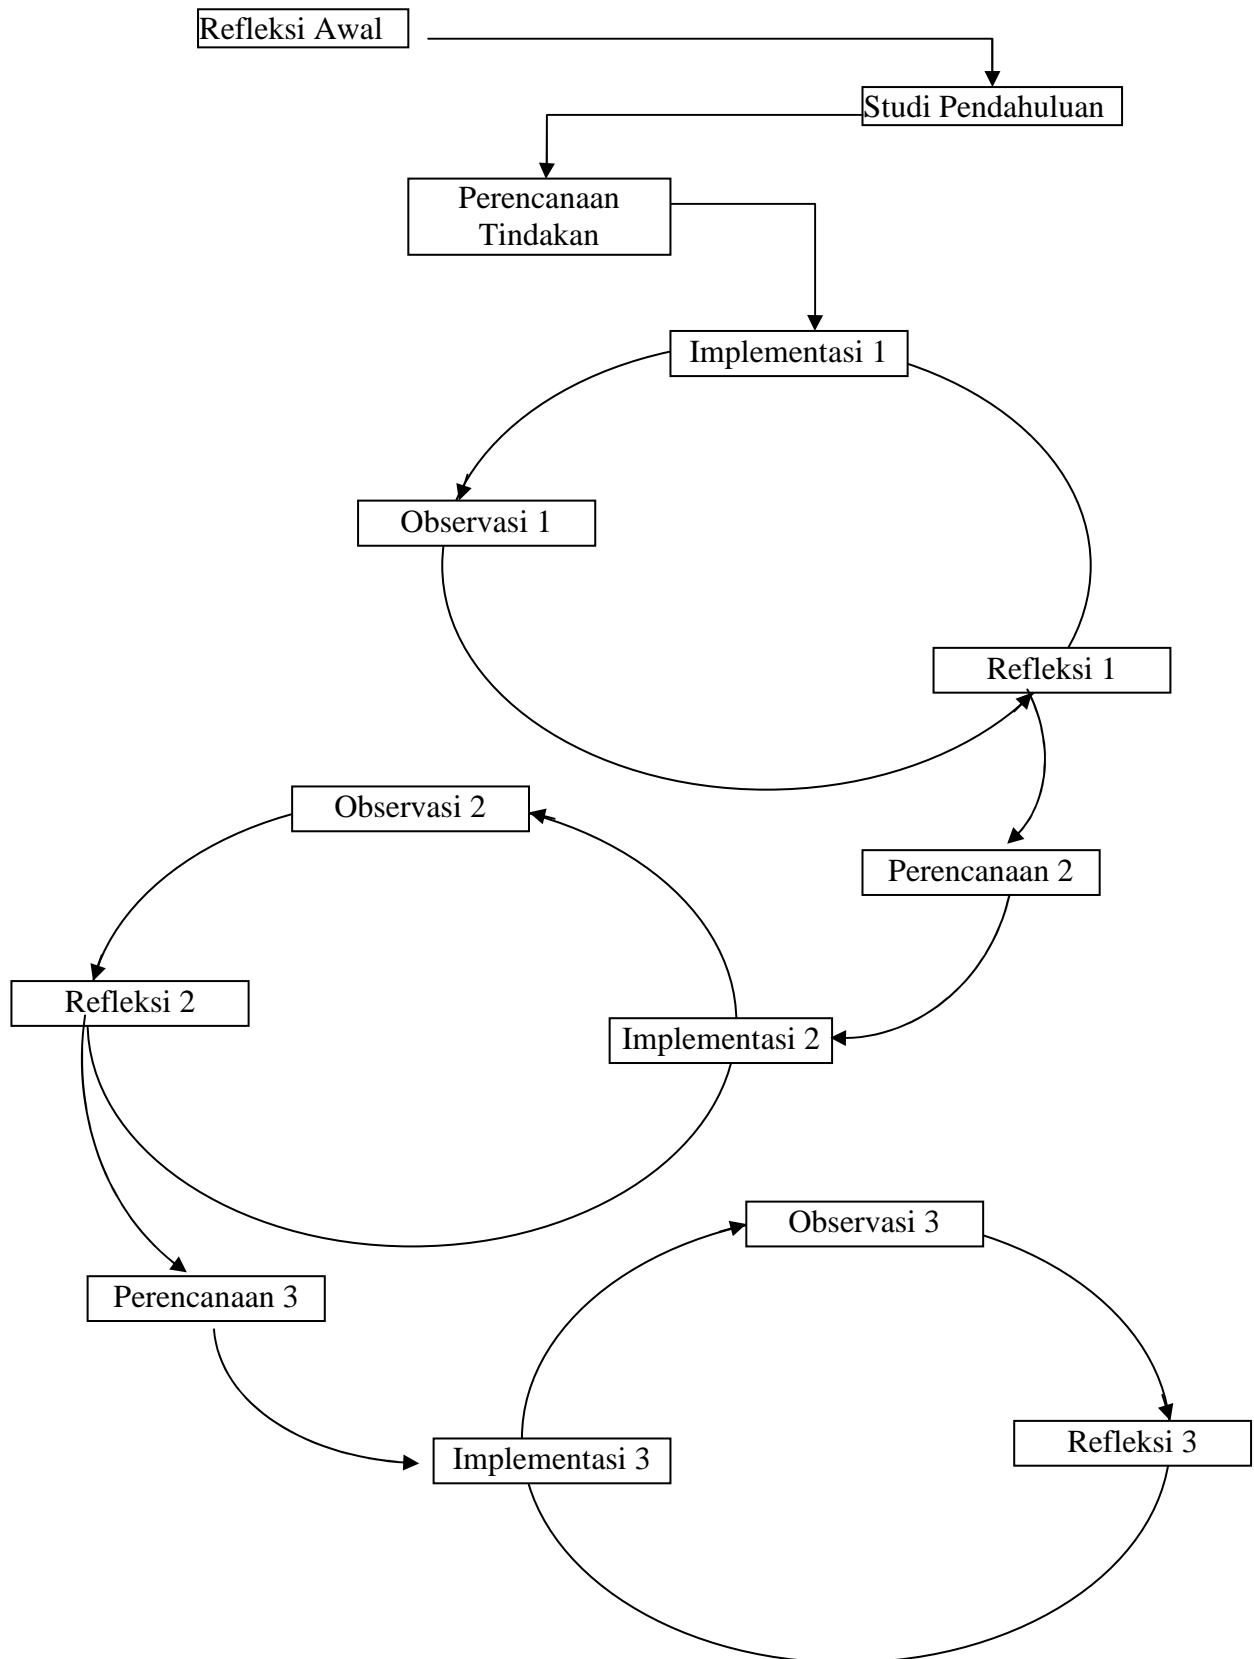 Refleksi Awal
Studi Pendahuluan
Perencanaan
Tindakan
Implementasi 1
Observasi 1
Refleksi 1
Observasi 2
Perencanaan 2
Refleksi 2
Implementasi 2
Observasi 3
Perencanaan 3
Refleksi 3
Implementasi 3